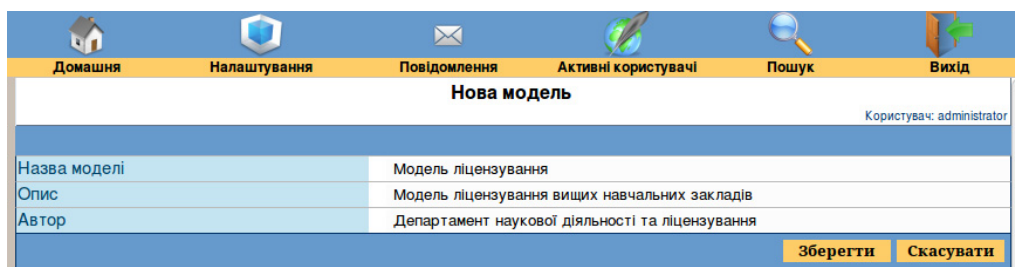 Домашня Налаштування Повідомлення Активні користувачі Пошук Вихід
Нова модель
Користувач: administrator
Назва моделі Модель ліцензування
Опис Модель ліцензування вищих навчальних закладів
Автор Департамент наукової діяльності та ліцензування
Зберегти Скасувати